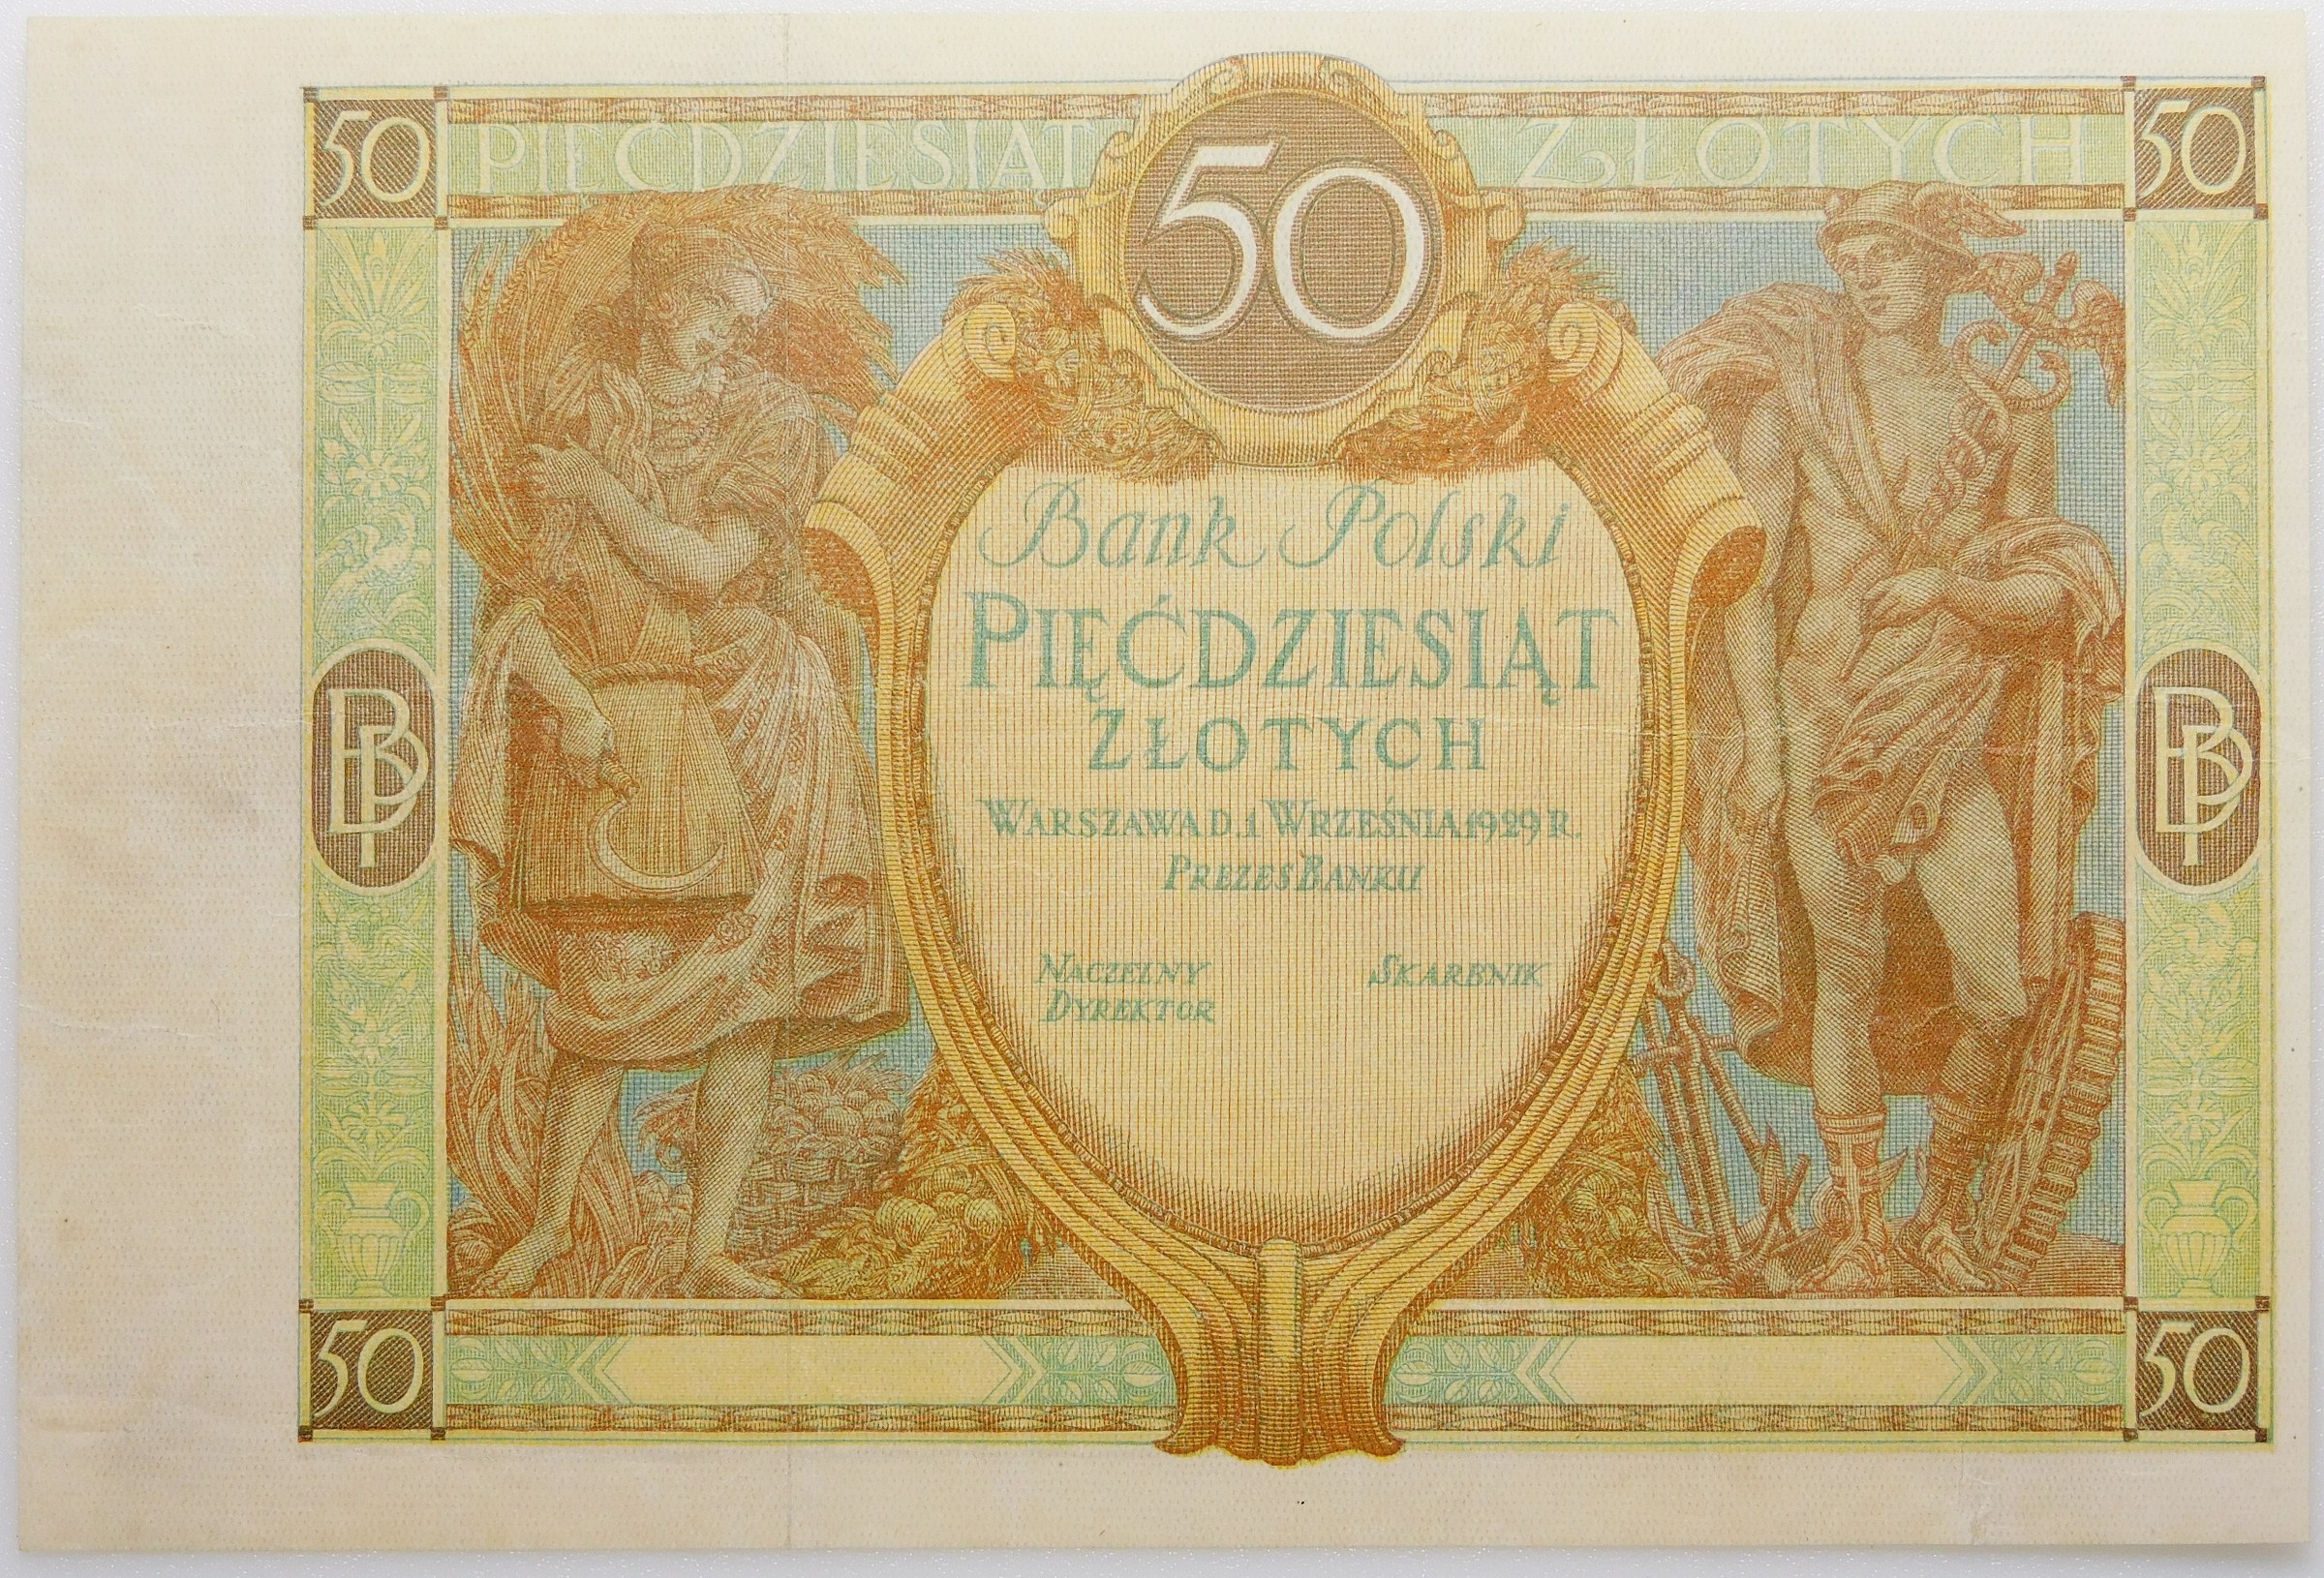 50 PIĘĆDZIESIĄT 50 ZŁOTYCH 50
Bank Polski
PIĘĆDZIESIĄT
ZŁOTYCH
WARSZAWA D. 1 WRZEŚNIA 1929 R.
PREZES BANKU
NACZELNY SKARBNIK
DYREKTOR
BP BP
50 50